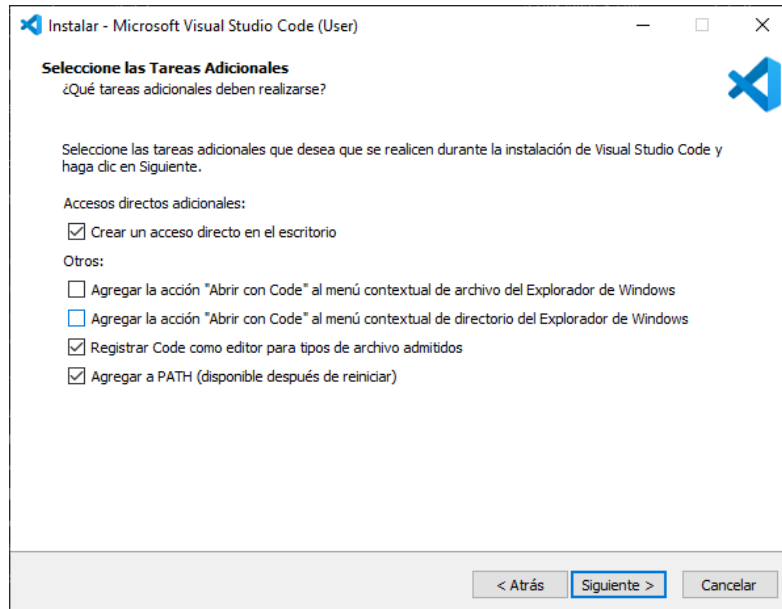 Instalar - Microsoft Visual Studio Code (User)
Seleccione las Tareas Adicionales
¿Qué tareas adicionales deben realizarse?
Seleccione las tareas adicionales que desea que se realicen durante la instalación de Visual Studio Code y
haga clic en Siguiente.
Accesos directos adicionales:
Crear un acceso directo en el escritorio
Otros:
Agregar la acción "Abrir con Code" al menú contextual de archivo del Explorador de Windows
Agregar la acción "Abrir con Code" al menú contextual de directorio del Explorador de Windows
Registrar Code como editor para tipos de archivo admitidos
Agregar a PATH (disponible después de reiniciar)
< Atrás Siguiente > Cancelar